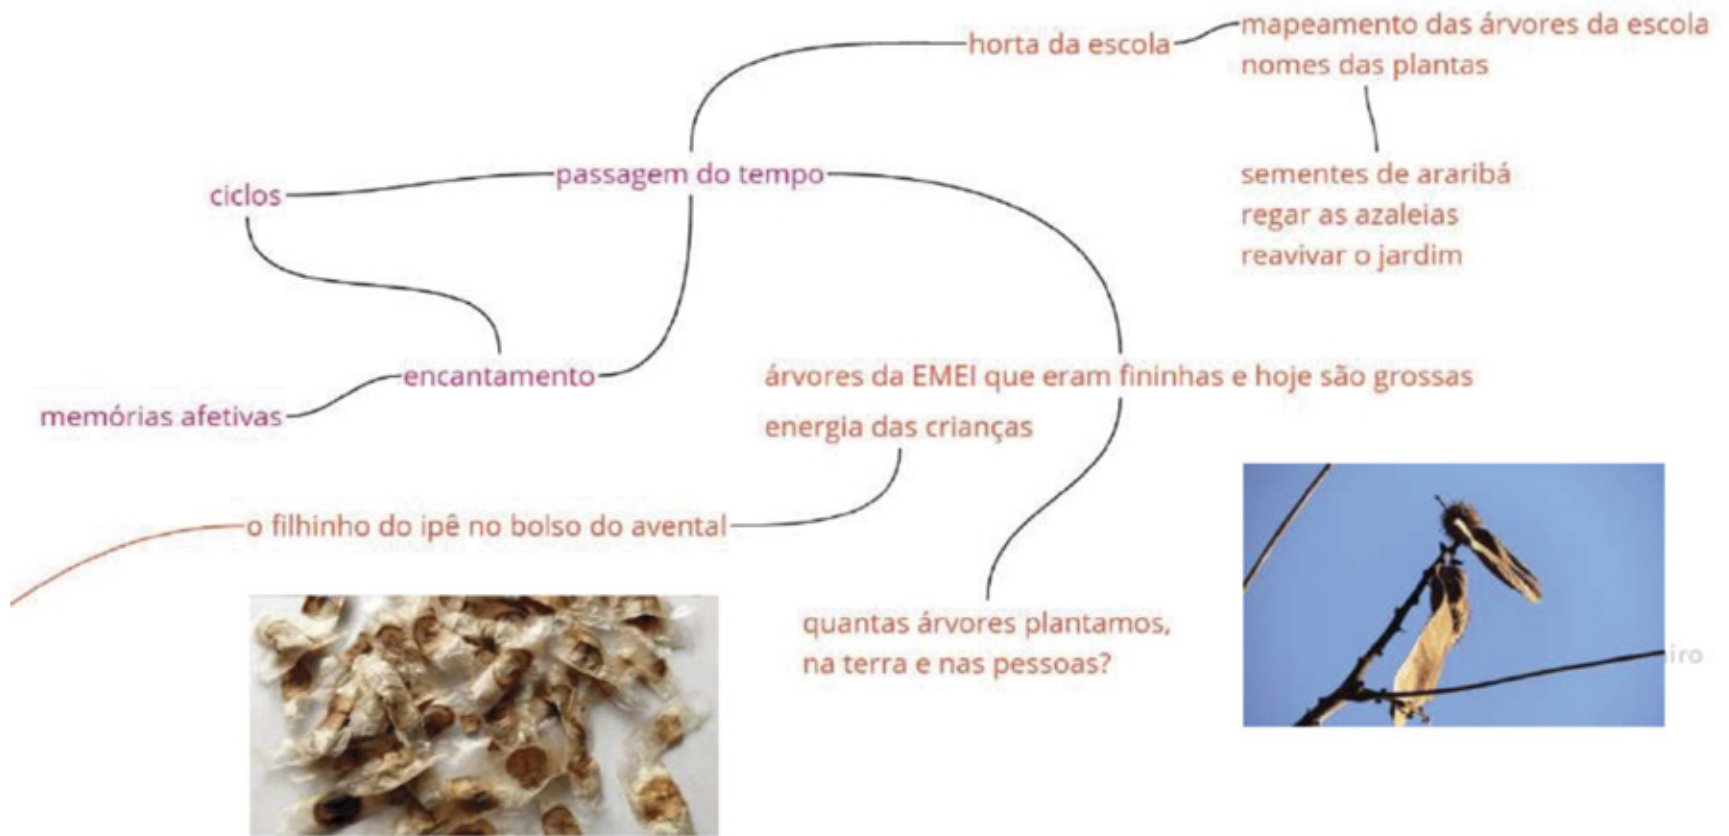 horta da escola
mapeamento das árvores da escola
nomes das plantas
passagem do tempo
ciclos
sementes de araribá
regar as azaleias
reavivar o jardim
encantamento
memórias afetivas
árvores da EMEI que eram fininhas e hoje são grossas
energia das crianças
o filhinho do ipê no bolso do avental
quantas árvores plantamos,
na terra e nas pessoas?